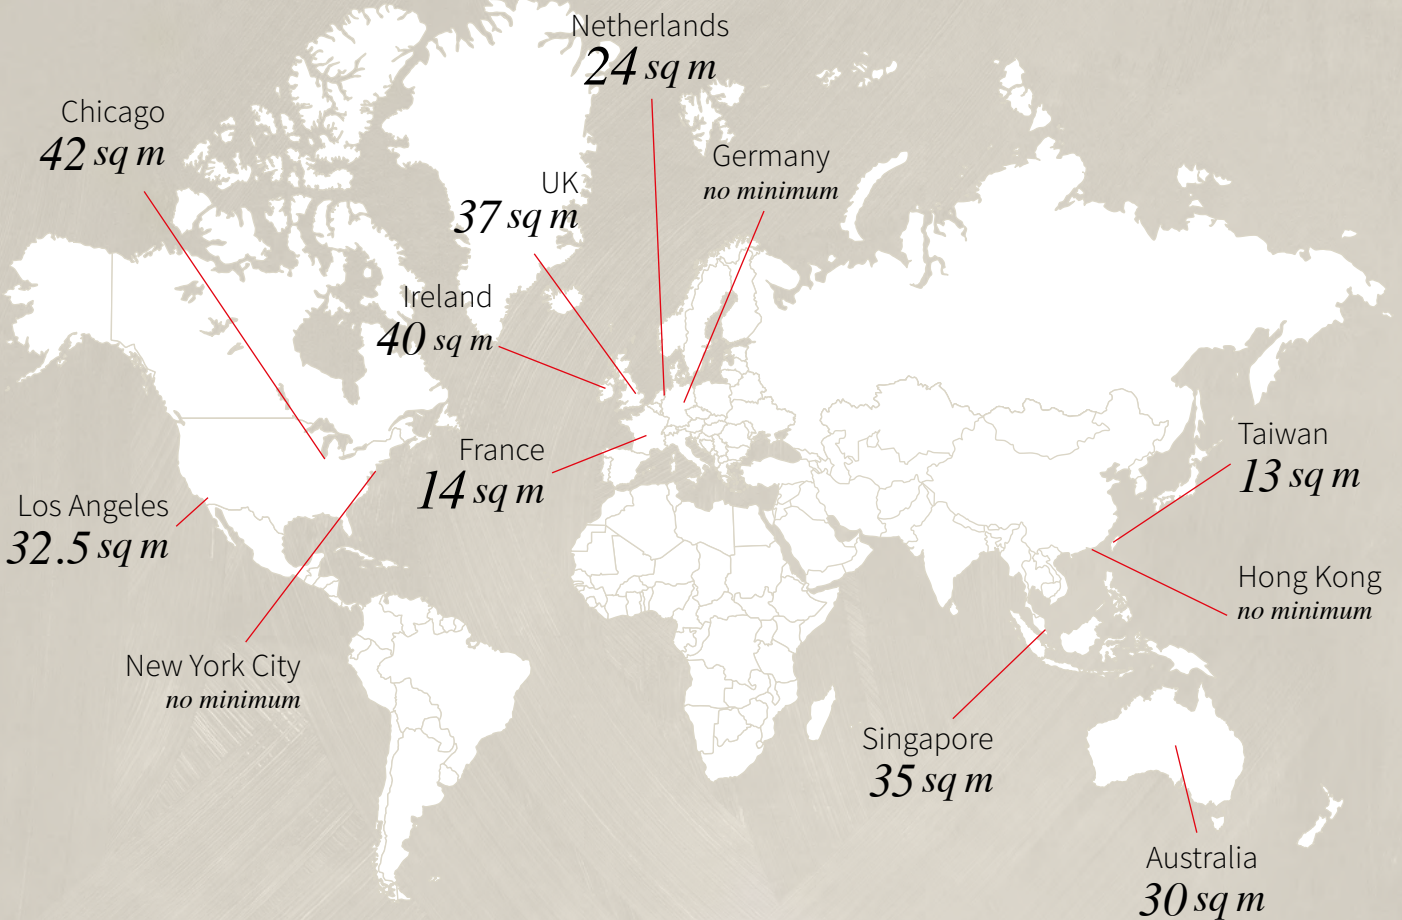 Netherlands
24 sq m
Chicago
42 sq m
Germany
no minimum
UK
37 sq m
Ireland
40 sq m
France
14 sq m
Taiwan
13 sq m
Los Angeles
32.5 sq m
Hong Kong
no minimum
New York City
no minimum
Singapore
35 sq m
Australia
30 sq m